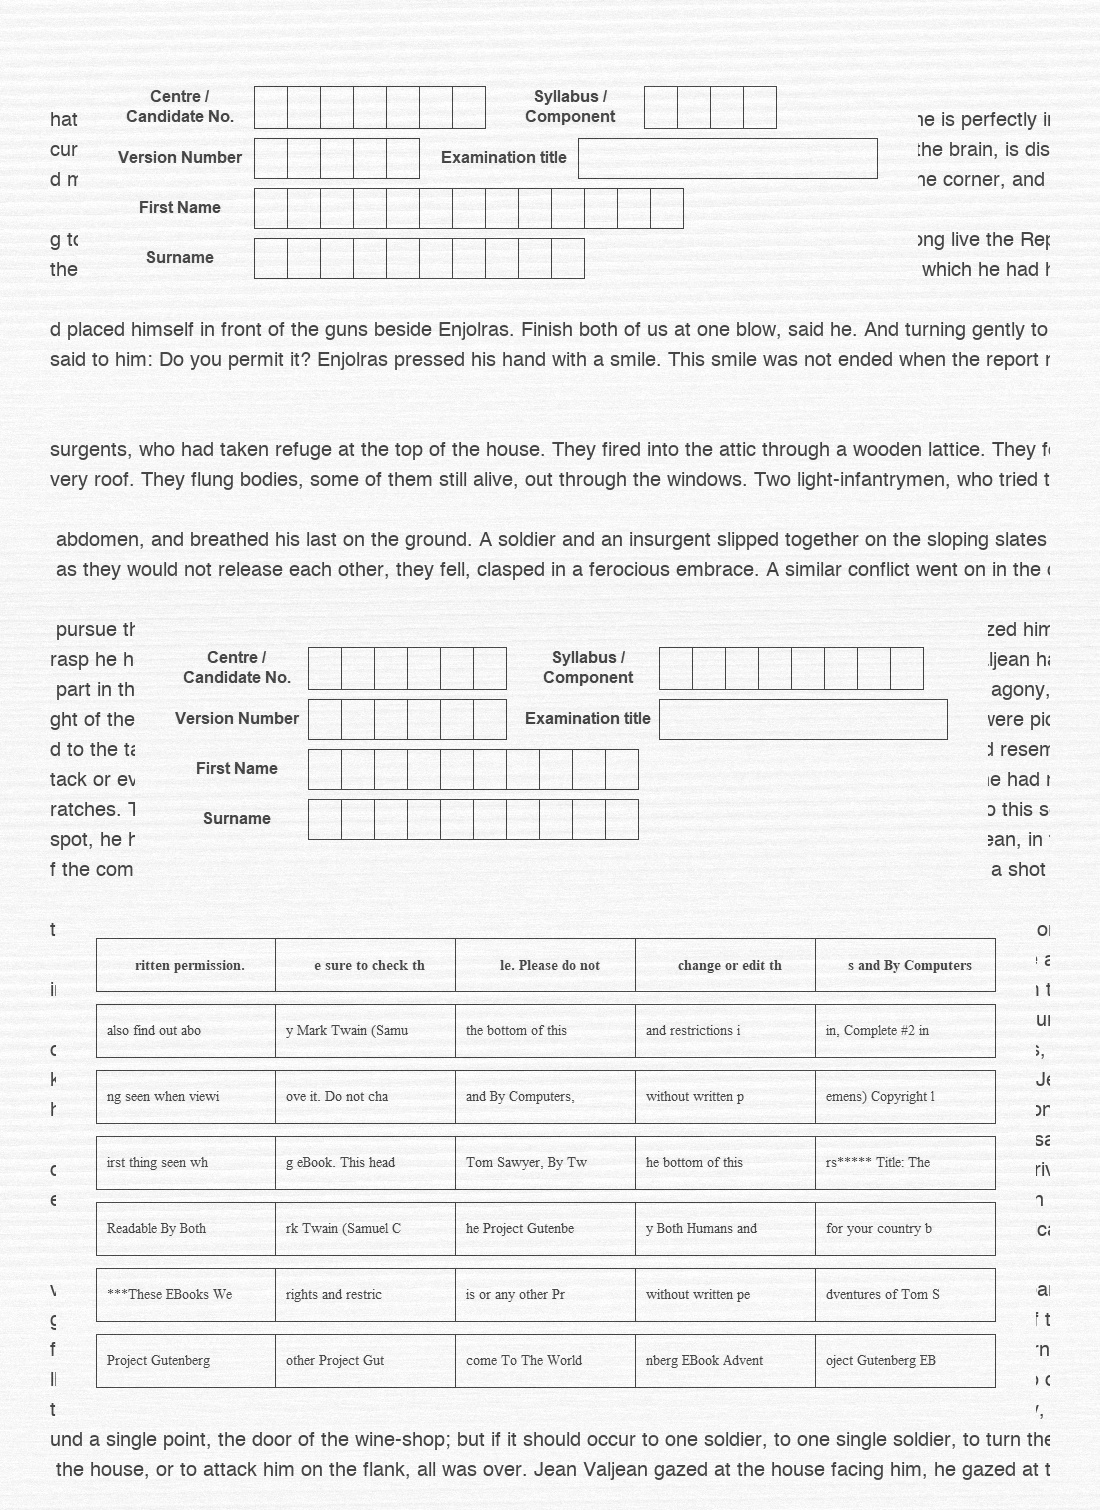 Centre / Candidate No. Syllabus / Component
hat he is perfectly
cur the brain, is dis
Version Number Examination title
d the corner, and
First Name
g to ong live the Rep
Surname
the which he had
d placed himself in front of the guns beside Enjolras. Finish both of us at one blow, said he. And turning gently to
said to him: Do you permit it? Enjolras pressed his hand with a smile. This smile was not ended when the report
surgents, who had taken refuge at the top of the house. They fired into the attic through a wooden lattice. They
very roof. They flung bodies, some of them still alive, out through the windows. Two light-infantrymen, who tried
abdomen, and breathed his last on the ground. A soldier and an insurgent slipped together on the sloping slates
as they would not release each other, they fell, clasped in a ferocious embrace. A similar conflict went on in the
pursue zed him
Centre / Candidate No. Syllabus / Component
rasp he ljean
part in agony,
Version Number Examination title
ght of the were
d to the resem
First Name
tack or he had
ratches. this
Surname
spot, he ean, in
f the com a shot
ritten permission. e sure to check th le. Please do not change or edit th s and By Computers
also find out abo y Mark Twain (Samu the bottom of this and restrictions i in, Complete #2 in
ng seen when viewi ove it. Do not cha and By Computers, without written p emens) Copyright l
irst thing seen wh g eBook. This head Tom Sawyer, By Tw he bottom of this rs***** Title: The
Readable By Both rk Twain (Samuel C he Project Gutenbe y Both Humans and for your country b
***These EBooks We rights and restric is or any other Pr without written pe dventures of Tom S
Project Gutenberg other Project Gut come To The World nberg EBook Advent oject Gutenberg EB
und a single point, the door of the wine-shop; but if it should occur to one soldier, to one single soldier, to turn the
the house, or to attack him on the flank, all was over. Jean Valjean gazed at the house facing him, he gazed at